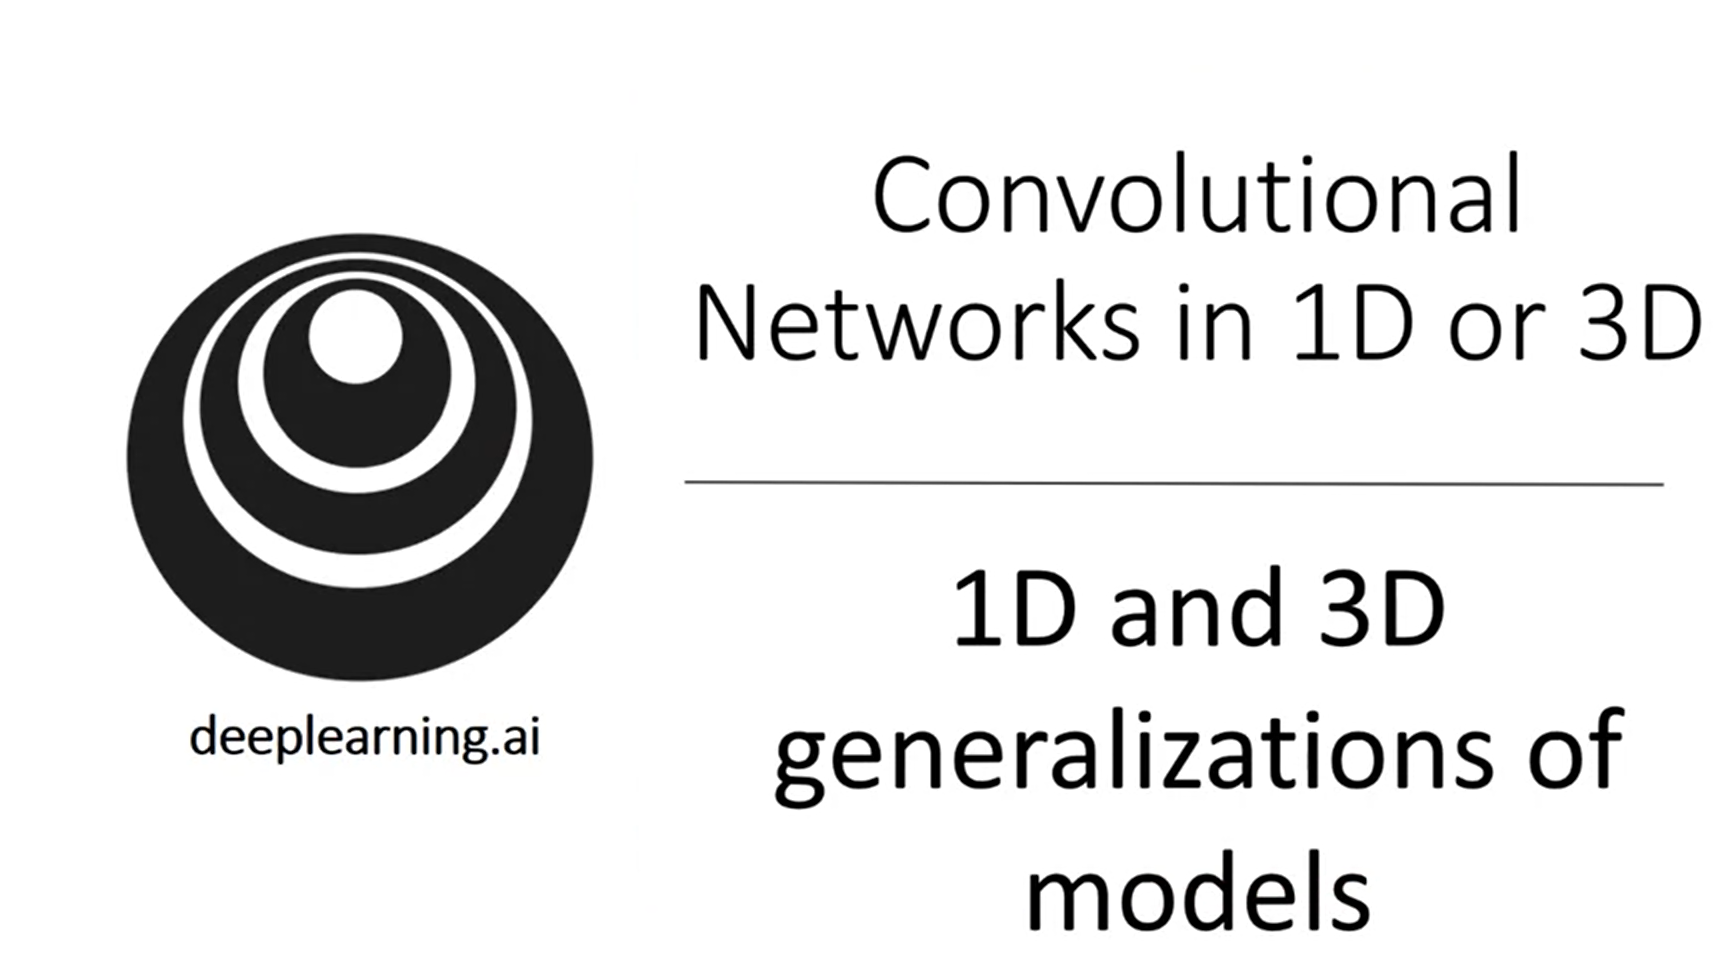 Convolutional
Networks in 1D or 3D
1D and 3D
generalizations of
models
deeplearning.ai